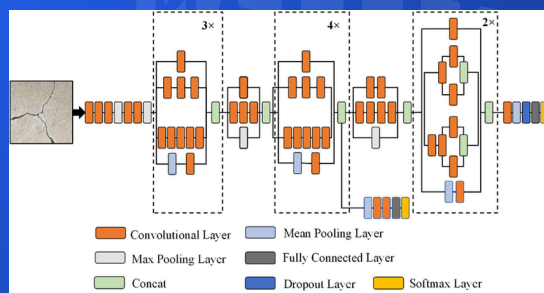 3× 4× 2×
Convolutional Layer Mean Pooling Layer
Max Pooling Layer Fully Connected Layer
Concat Dropout Layer Softmax Layer